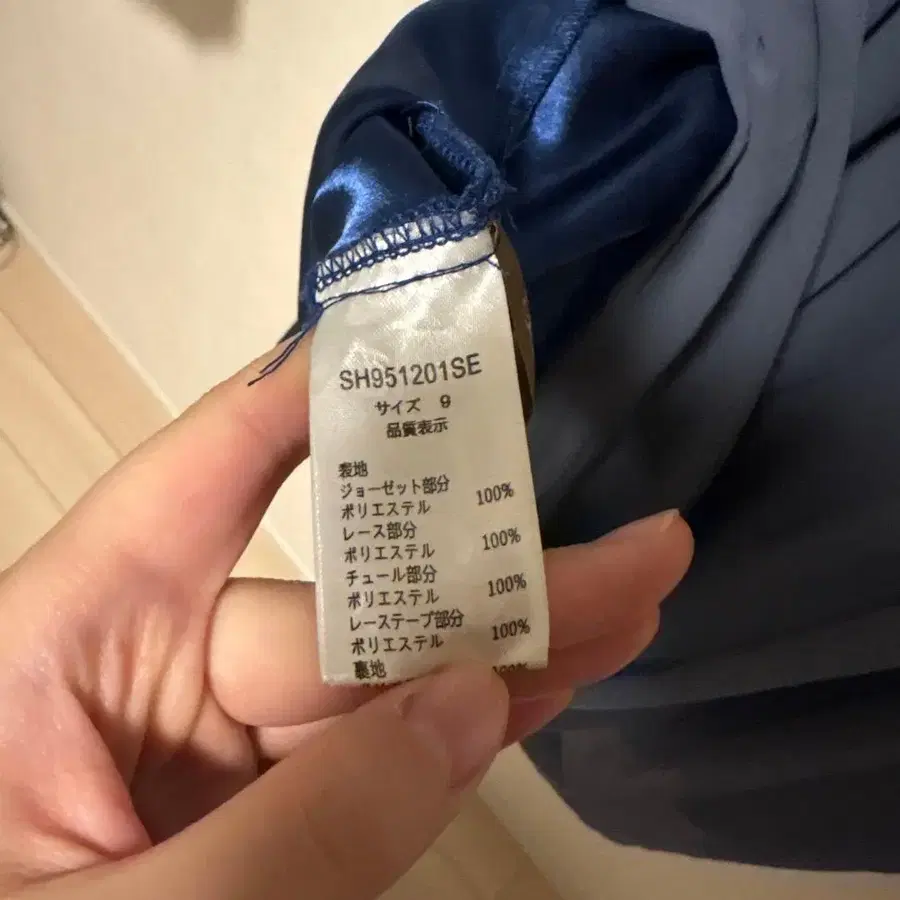 SH951201SE
サイズ 9
品質表示
表地
ジョーゼット部分
ポリエステル 100%
レース部分
ポリエステル 100%
チュール部分
ポリエステル 100%
レーステープ部分
ポリエステル 100%
裏地
100%